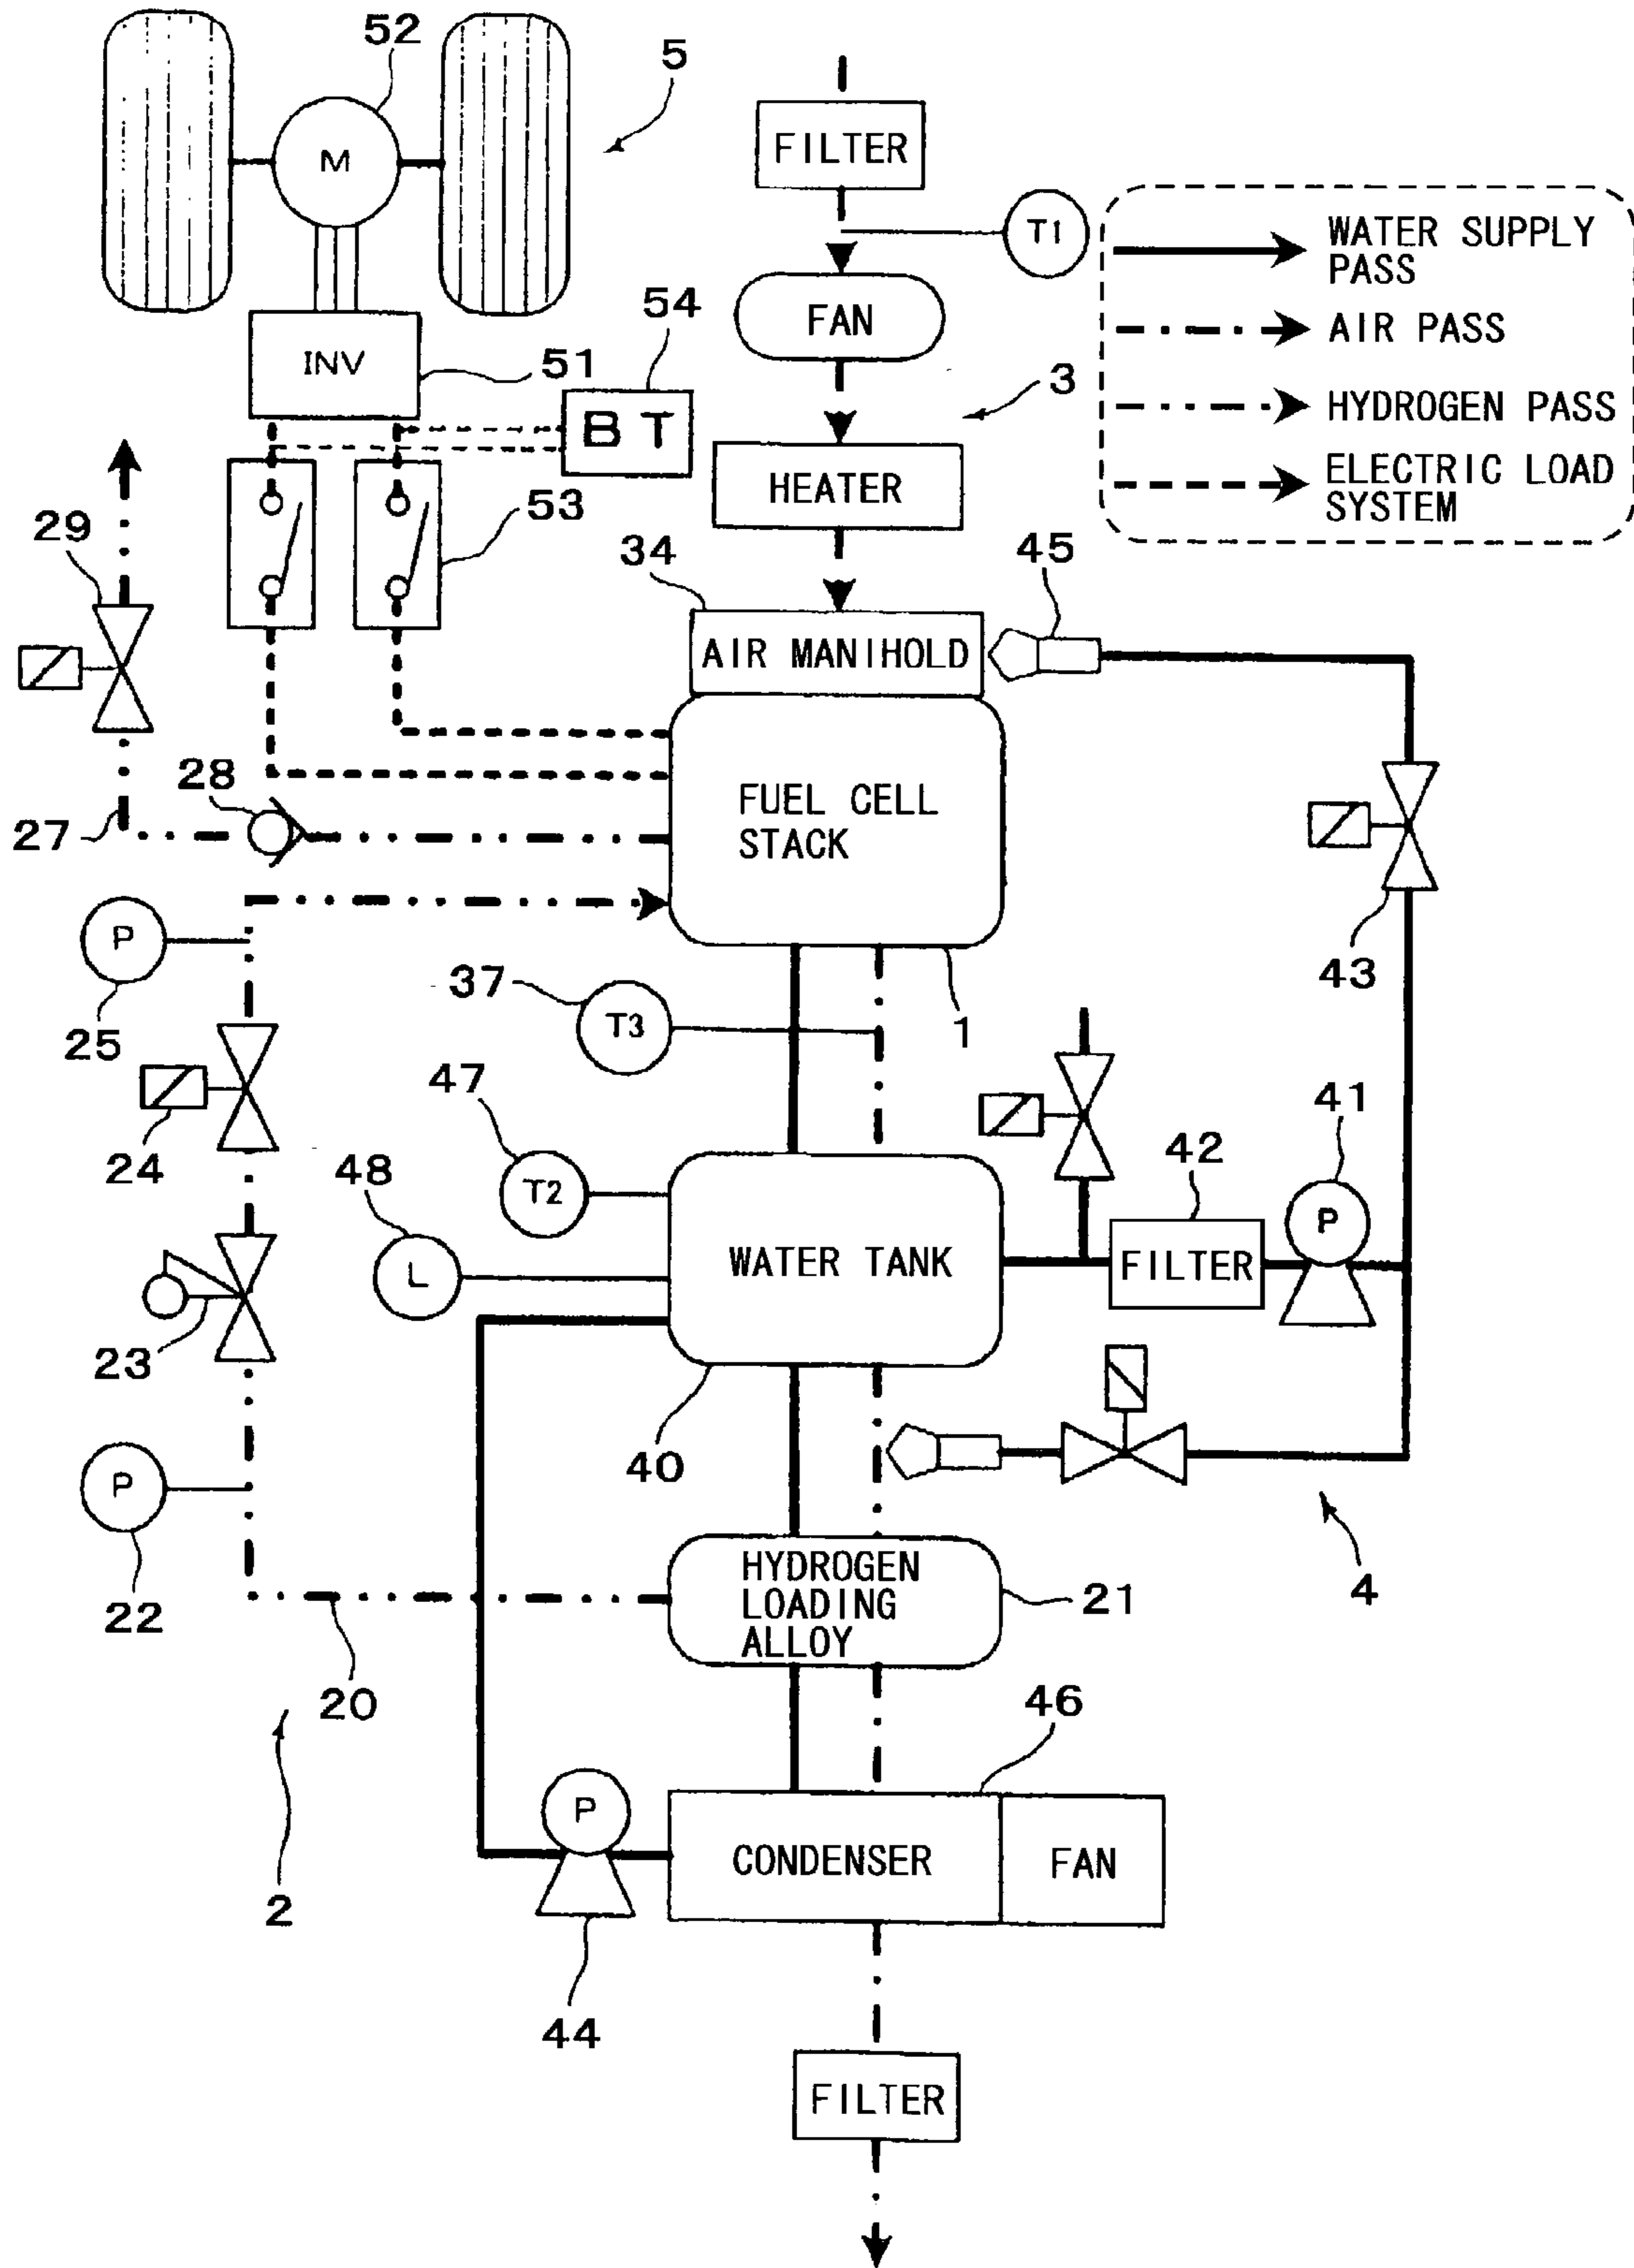 52
5
M
FILTER
T1
WATER SUPPLY
PASS
AIR PASS
HYDROGEN PASS
ELECTRIC LOAD
SYSTEM
FAN
54
INV
51
BT
3
HEATER
53
29
34
45
AIR MANIHOLD
28
27
FUEL CELL
STACK
43
P
25
37
T3
1
24
47
T2
48
L
WATER TANK
42
FILTER
41
P
23
40
P
22
4
HYDROGEN
LOADING
ALLOY
21
20
2
46
P
CONDENSER
FAN
44
FILTER